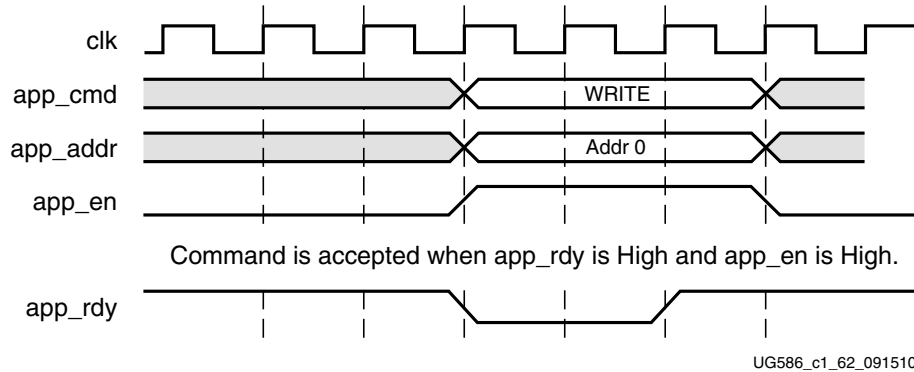 clk
app_cmd WRITE
app_addr Addr 0
app_en
Command is accepted when app_rdy is High and app_en is High.
app_rdy
UG586_c1_62_091510